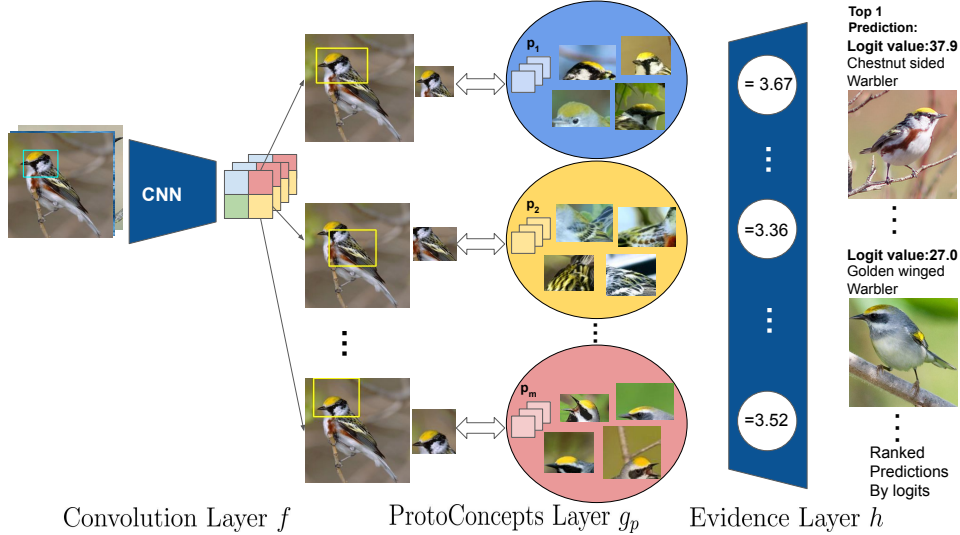 CNN
p1
p2
pm
= 3.67
=3.36
=3.52
Top 1
Prediction:
Logit value:37.9
Chestnut sided
Warbler
Logit value:27.0
Golden winged
Warbler
Ranked
Predictions
By logits
Convolution Layer f
ProtoConcepts Layer gp
Evidence Layer h